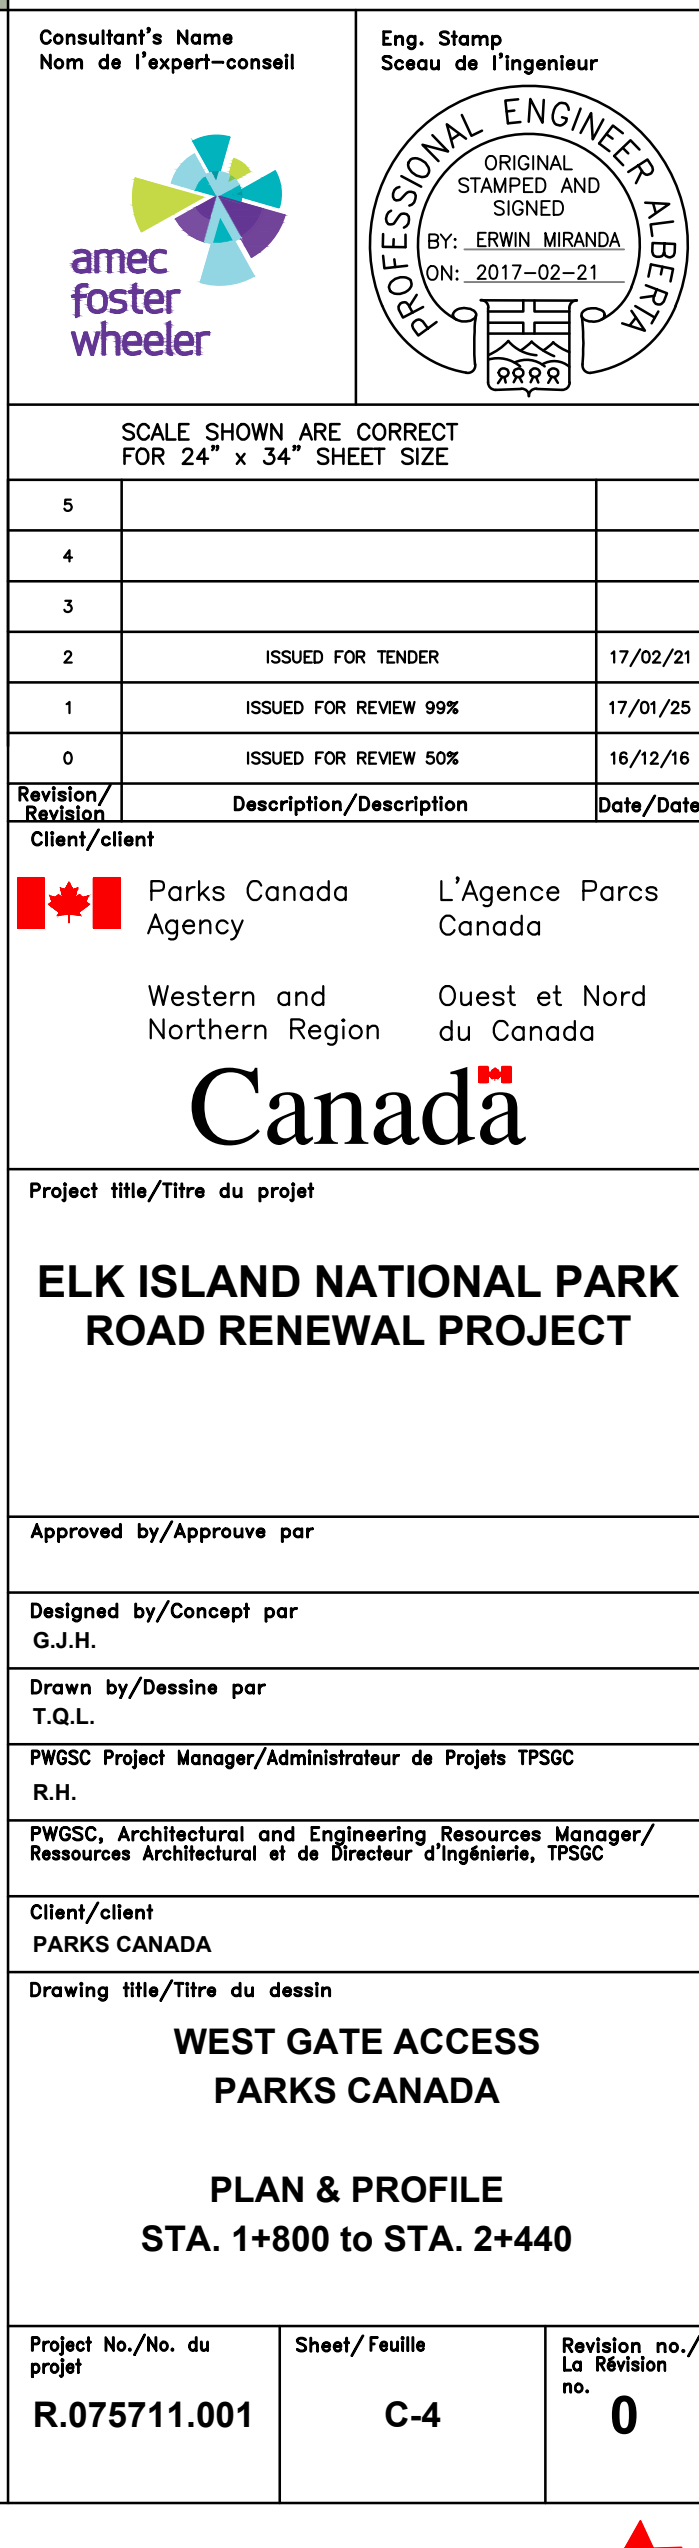 Consultant's Name
Nom de l'expert-conseil
amec
foster
wheeler
Eng. Stamp
Sceau de l'ingenieur
PROFESSIONAL ENGINEER ALBERTA
ORIGINAL
STAMPED AND
SIGNED
BY: ERWIN MIRANDA
ON: 2017-02-21
SCALE SHOWN ARE CORRECT
FOR 24" x 34" SHEET SIZE
5
4
3
2 ISSUED FOR TENDER 17/02/21
1 ISSUED FOR REVIEW 99% 17/01/25
0 ISSUED FOR REVIEW 50% 16/12/16
Revision/
Revision
Description/Description
Date/Date
Client/client
Parks Canada
Agency
L'Agence Parcs
Canada
Western and
Northern Region
Ouest et Nord
du Canada
Canada
Project title/Titre du projet
ELK ISLAND NATIONAL PARK
ROAD RENEWAL PROJECT
Approved by/Approuve par
Designed by/Concept par
G.J.H.
Drawn by/Dessine par
T.Q.L.
PWGSC Project Manager/Administrateur de Projets TPSGC
R.H.
PWGSC, Architectural and Engineering Resources Manager/
Ressources Architectural et de Directeur d'Ingénierie, TPSGC
Client/client
PARKS CANADA
Drawing title/Titre du dessin
WEST GATE ACCESS
PARKS CANADA
PLAN & PROFILE
STA. 1+800 to STA. 2+440
Project No./No. du
projet
R.075711.001
Sheet/Feuille
C-4
Revision no./
La Révision
no.
0